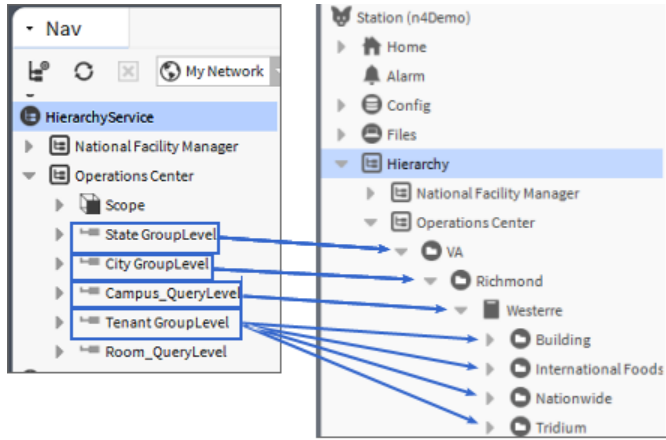 Nav
My Network
HierarchyService
National Facility Manager
Operations Center
Scope
State GroupLevel
City GroupLevel
Campus_QueryLevel
Tenant GroupLevel
Room_QueryLevel
Station (n4Demo)
Home
Alarm
Config
Files
Hierarchy
National Facility Manager
Operations Center
VA
Richmond
Westerre
Building
International Foods
Nationwide
Tridium